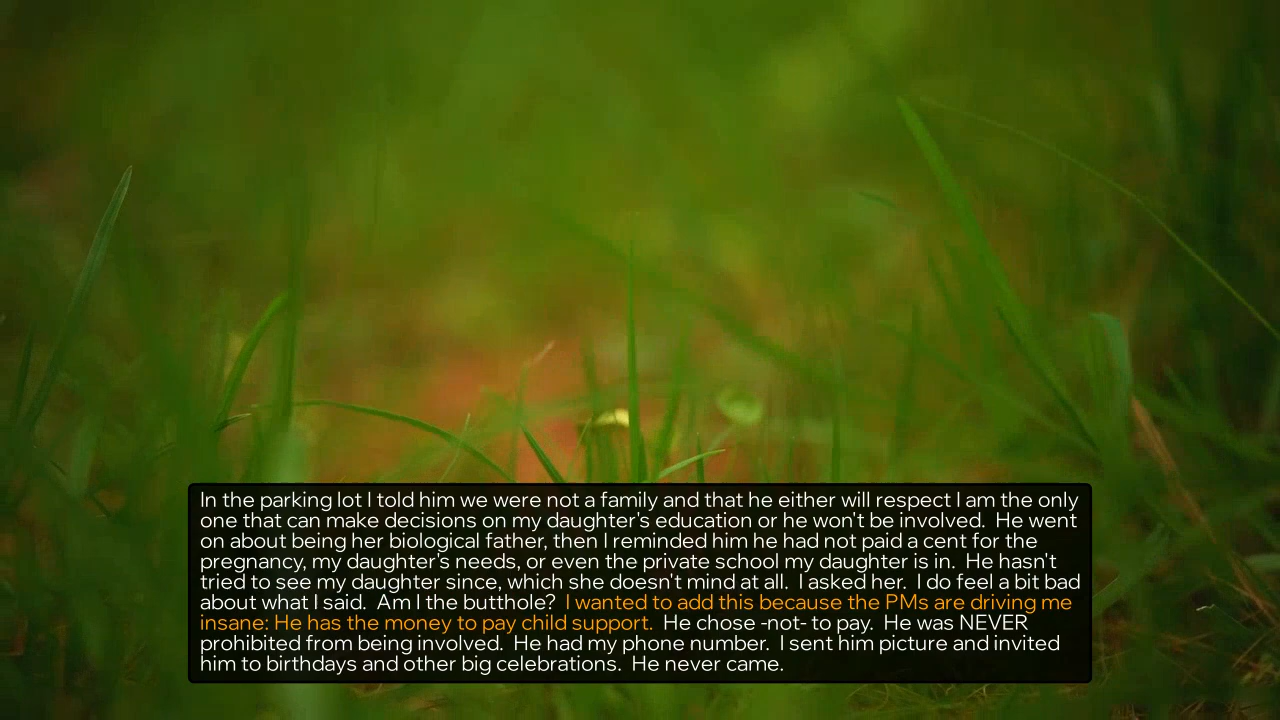 In the parking lot I told him we were not a family and that he either will respect I am the only
one that can make decisions on my daughter's education or he won't be involved.  He went
on about being her biological father, then I reminded him he had not paid a cent for the
pregnancy, my daughter's needs, or even the private school my daughter is in.  He hasn't
tried to see my daughter since, which she doesn't mind at all.  I asked her.  I do feel a bit bad
about what I said.  Am I the butthole?  I wanted to add this because the PMs are driving me
insane: He has the money to pay child support.  He chose -not- to pay.  He was NEVER
prohibited from being involved.  He had my phone number.  I sent him picture and invited
him to birthdays and other big celebrations.  He never came.